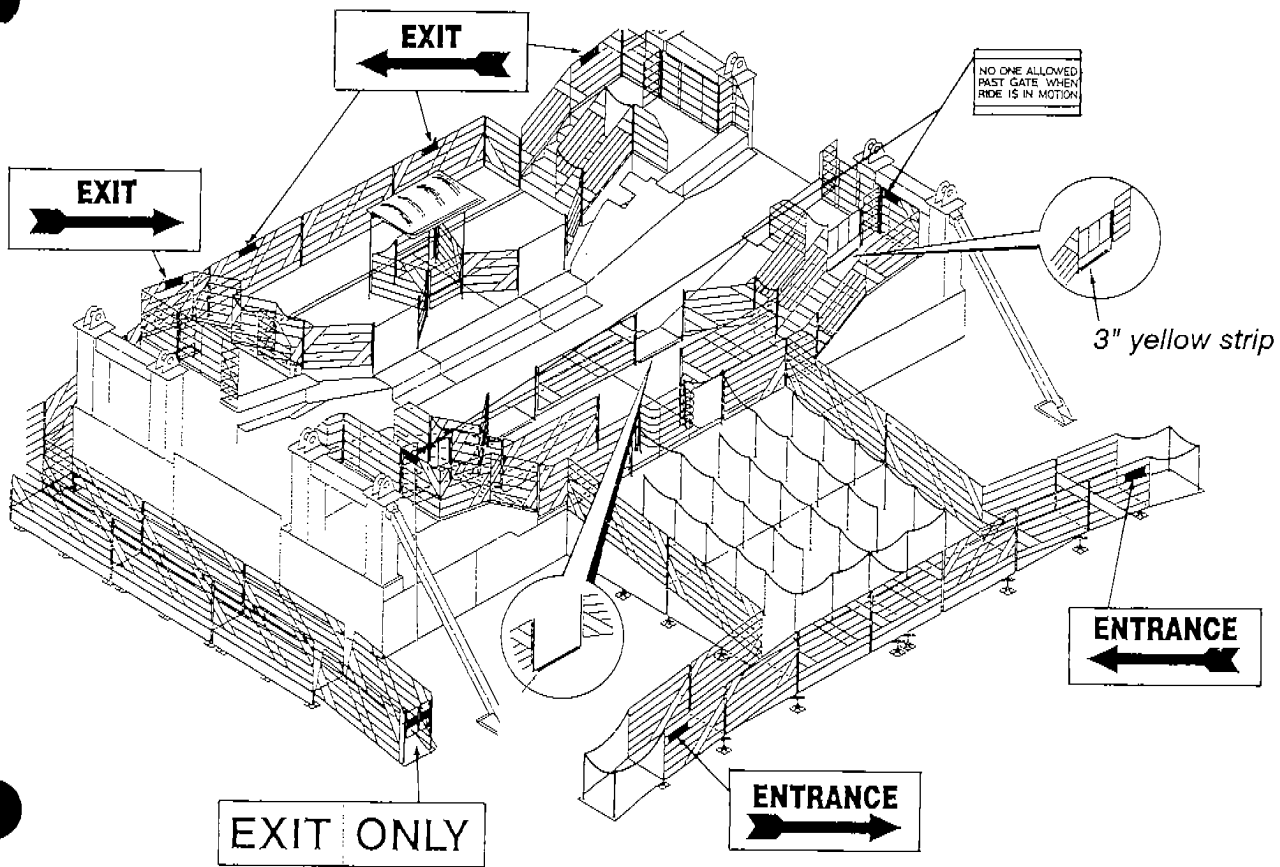 EXIT
NO ONE ALLOWED
PAST GATE WHEN
RIDE IS IN MOTION
EXIT
3" yellow strip
ENTRANCE
ENTRANCE
EXIT ONLY